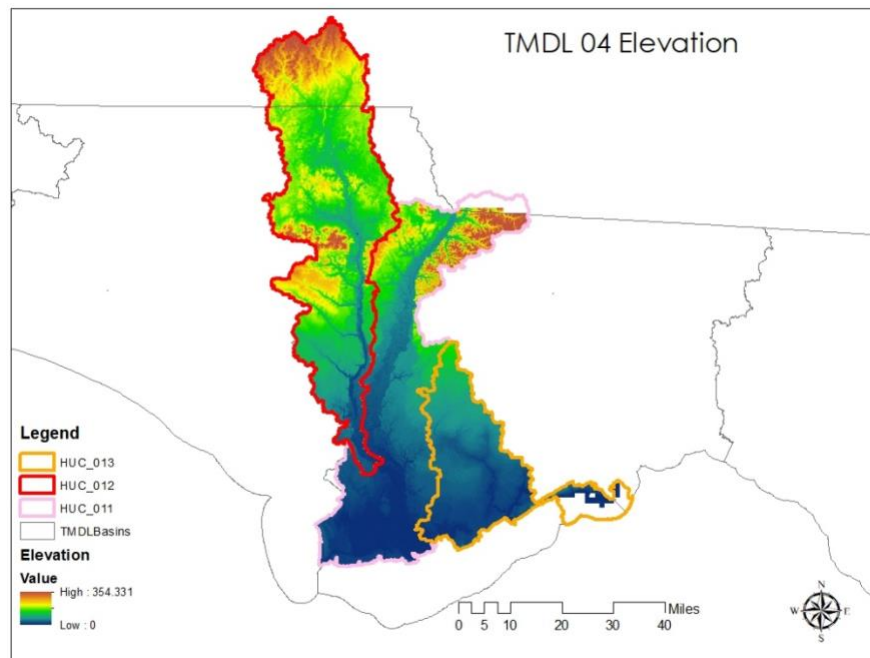 TMDL 04 Elevation
Legend
HUC_013
HUC_012
HUC_011
TMDLBasins
Elevation
Value
High : 354.331
Low : 0
Miles
0 5 10 20 30 40
N
W E
S